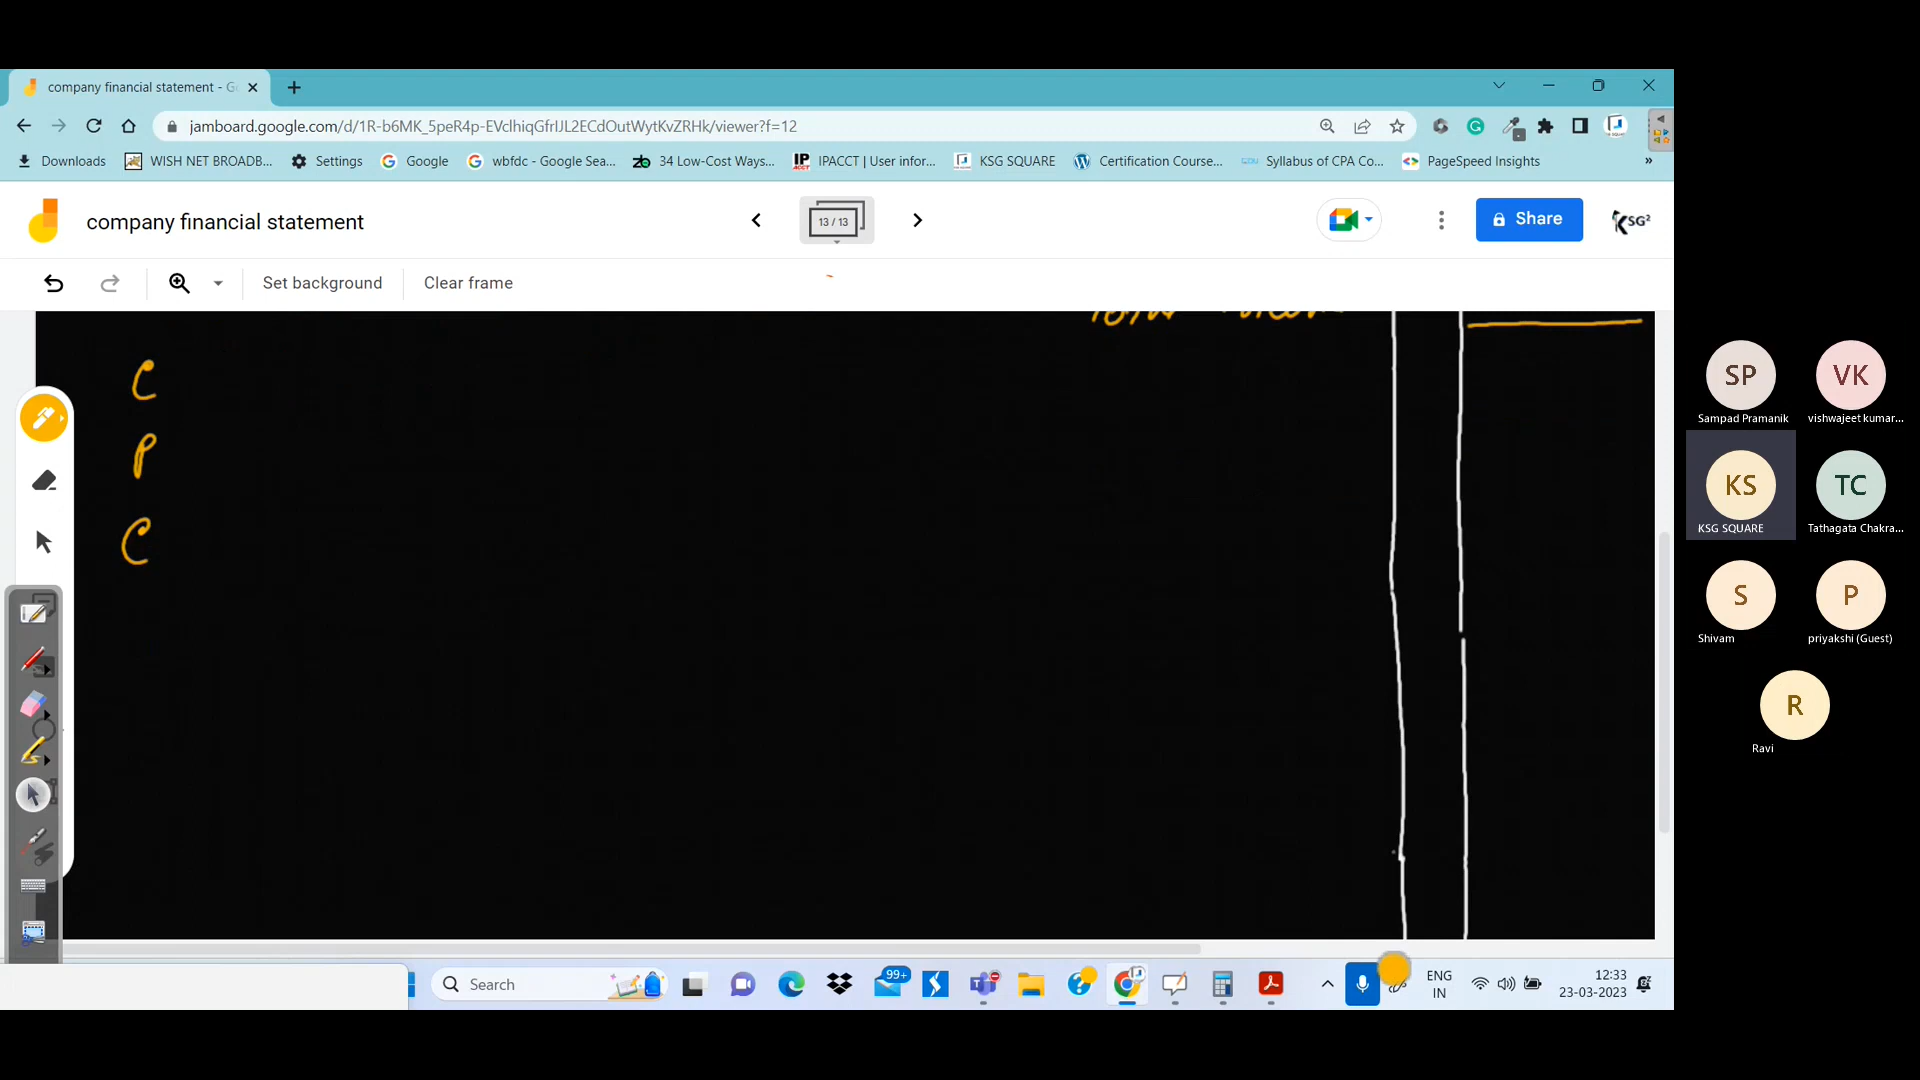 company financial statement - G
jamboard.google.com/d/1R-b6MK_5peR4p-EVclhiqGfrIJL2ECdOutWytKvZRHk/viewer?f=12
Downloads WISH NET BROADB... Settings Google wbfdc - Google Sea... 34 Low-Cost Ways... IPACCT | User infor... KSG SQUARE Certification Course... Syllabus of CPA Co... PageSpeed Insights »
company financial statement
13 / 13
Share
KSG²
Set background
Clear frame
C
P
C
SP
Sampad Pramanik
VK
vishwajeet kumar...
KS
KSG SQUARE
TC
Tathagata Chakra...
S
Shivam
P
priyakshi (Guest)
R
Ravi
Search
99+
ENG
IN
12:33
23-03-2023